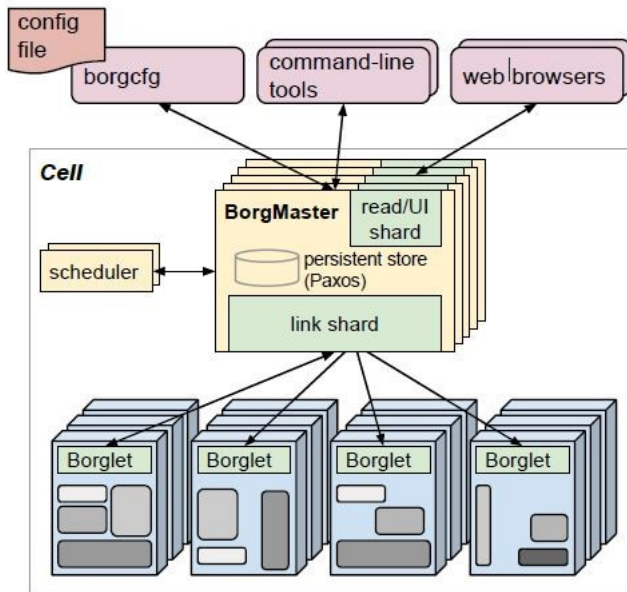 config
file
borgcfg
command-line
tools
web browsers
Cell
BorgMaster
read/UI
shard
persistent store
(Paxos)
scheduler
link shard
Borglet
Borglet
Borglet
Borglet